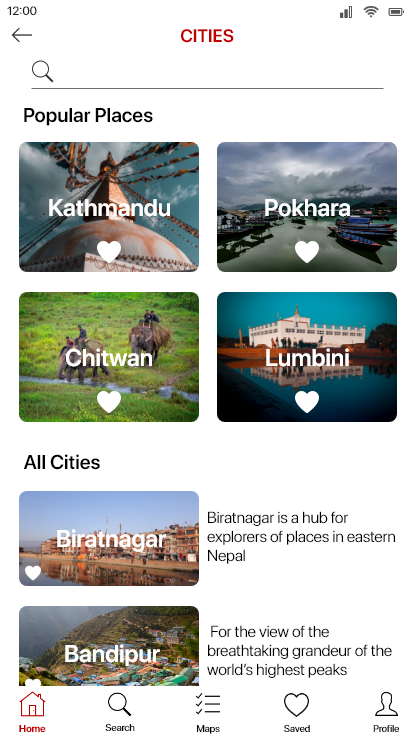 12:00
CITIES
Popular Places
Kathmandu
Pokhara
Chitwan
Lumbini
All Cities
Biratnagar
Biratnagar is a hub for
explorers of places in eastern
Nepal
Bandipur
For the view of the
breathtaking grandeur of the
world's highest peaks
Home
Search
Maps
Saved
Profile